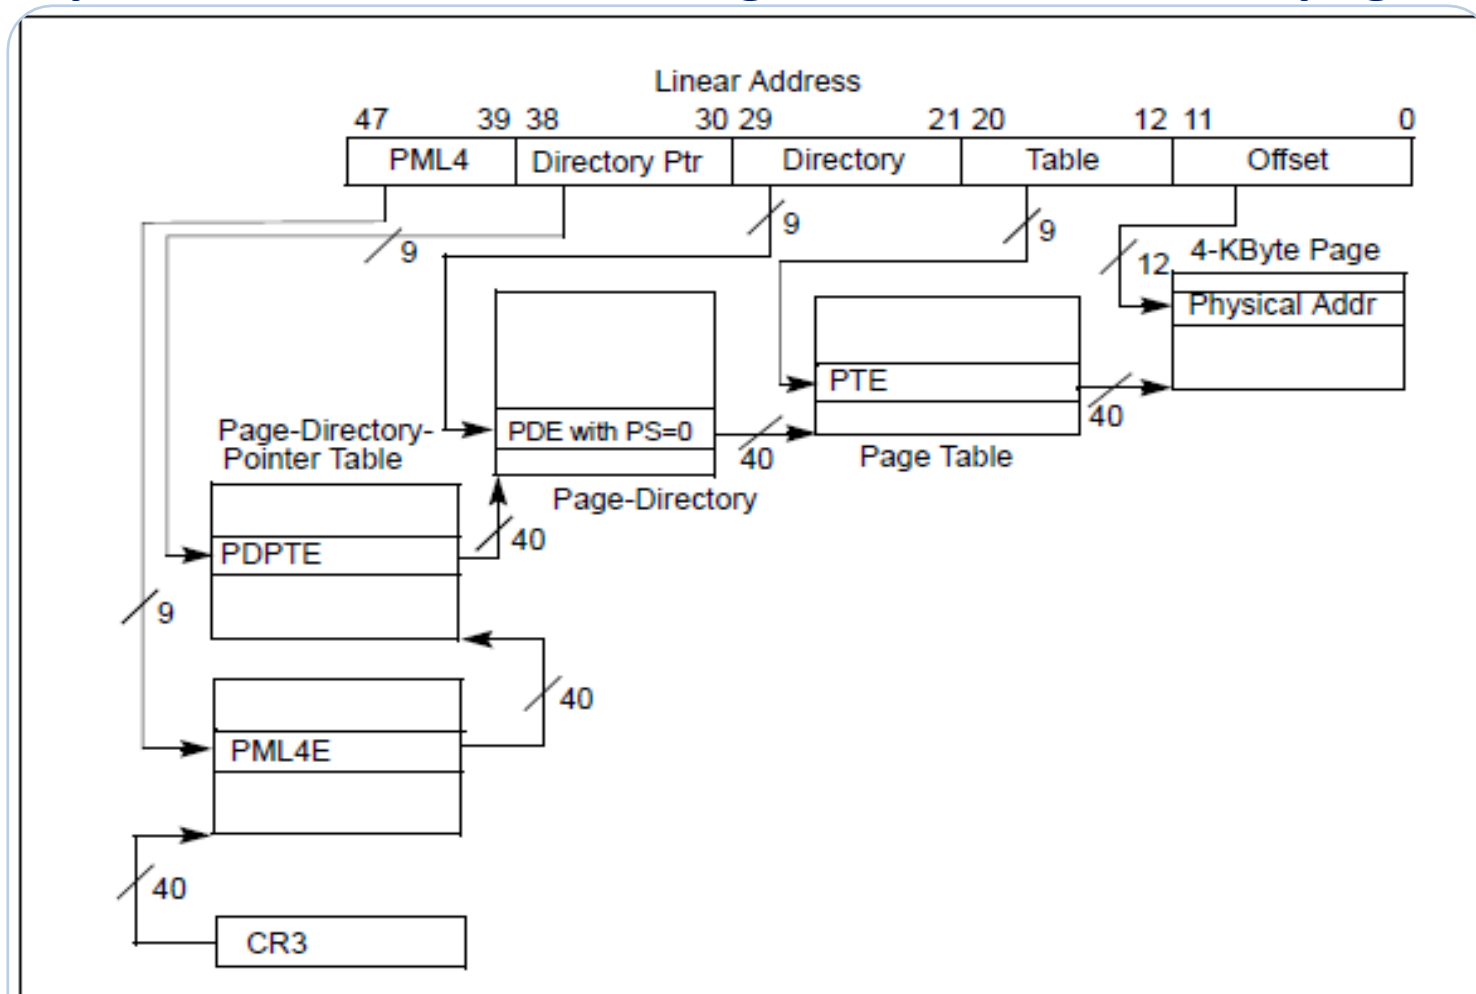 Linear Address
47 39 38 30 29 21 20 12 11 0
PML4 Directory Ptr Directory Table Offset
9 9 9 12 4-KByte Page
Physical Addr
PTE
40
Page-Directory-
Pointer Table
PDE with PS=0
40
Page Table
Page-Directory
40
PDPTE
9
40
PML4E
40
CR3